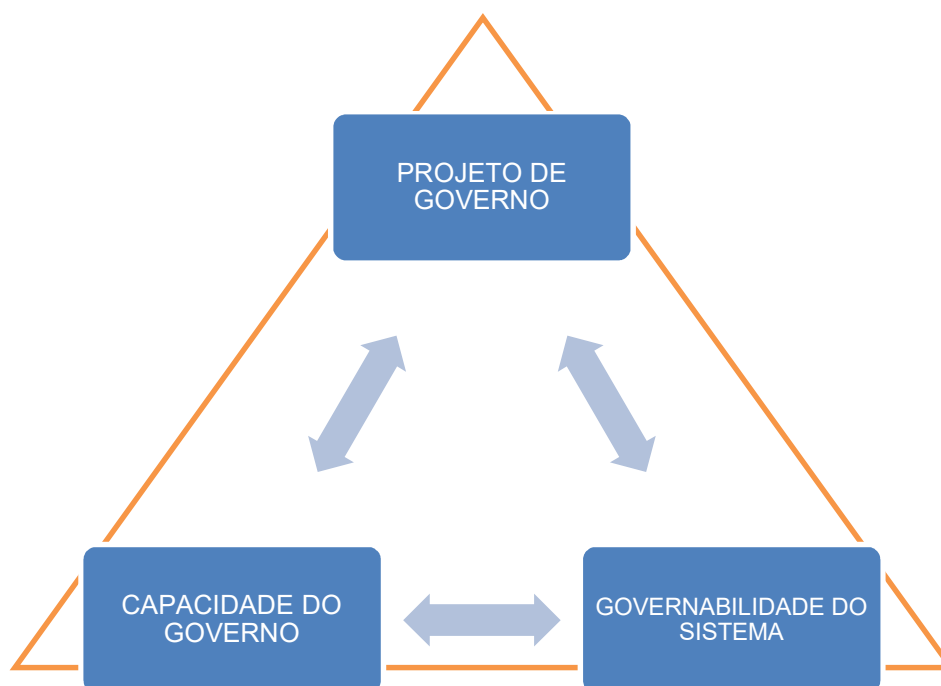 PROJETO DE
GOVERNO
CAPACIDADE DO
GOVERNO
GOVERNABILIDADE DO
SISTEMA